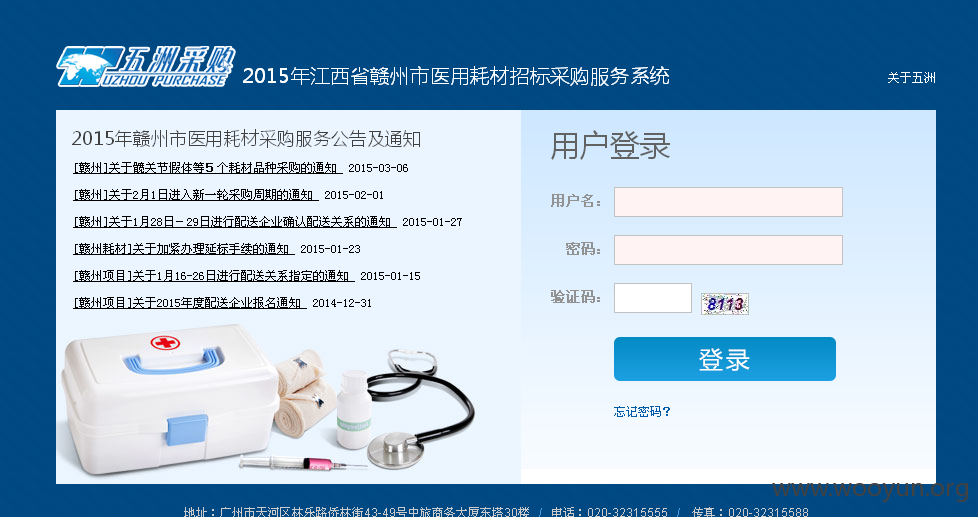 五洲采购
WUZHOU PURCHASE
2015年江西省赣州市医用耗材招标采购服务系统
关于五洲
2015年赣州市医用耗材采购服务公告及通知
[赣州]关于髋关节假体等5 个耗材品种采购的通知 2015-03-06
[赣州]关于2月1日进入新一轮采购周期的通知 2015-02-01
[赣州]关于1月28日－29日进行配送企业确认配送关系的通知 2015-01-27
[赣州耗材]关于加紧办理延标手续的通知 2015-01-23
[赣州项目]关于1月16-26日进行配送关系指定的通知 2015-01-15
[赣州项目]关于2015年度配送企业报名通知 2014-12-31
用户登录
用户名：
密码：
验证码：
8113
登录
忘记密码?
www.wooyun.org
地址：广州市天河区林乐路侨林街43-49号中旅商务大厦东塔30楼 / 电话：020-32315555 / 传真：020-32315588